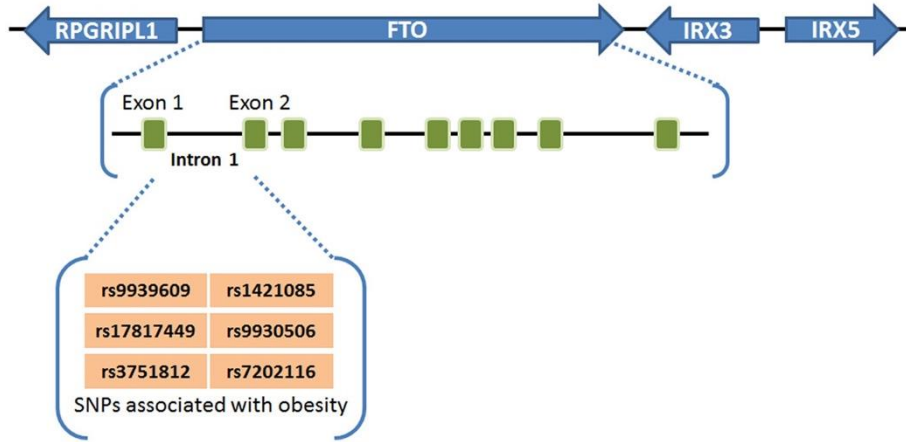 RPGRIPL1 FTO IRX3 IRX5
Exon 1 Exon 2
Intron 1
rs9939609 rs1421085
rs17817449 rs9930506
rs3751812 rs7202116
SNPs associated with obesity